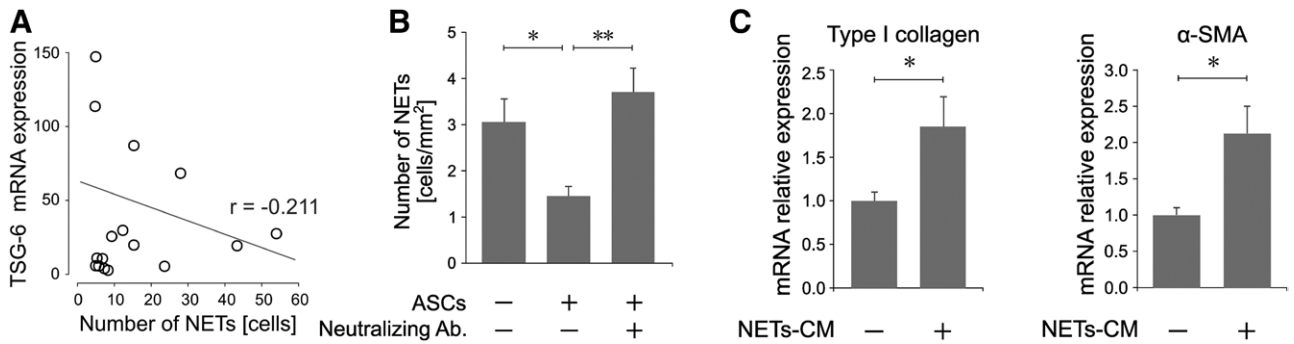 A
TSG-6 mRNA expression
150
100
50
0
r = -0.211
0 10 20 30 40 50 60
Number of NETs [cells]
B
Number of NETs
[cells/mm²]
5
4
3
2
1
0
* **
ASCs − + +
Neutralizing Ab. − − +
C
Type I collagen
mRNA relative expression
2.5
2.0
1.5
1.0
0.5
0.0
*
NETs-CM − +
α-SMA
mRNA relative expression
3.0
2.5
2.0
1.5
1.0
0.5
0.0
*
NETs-CM − +